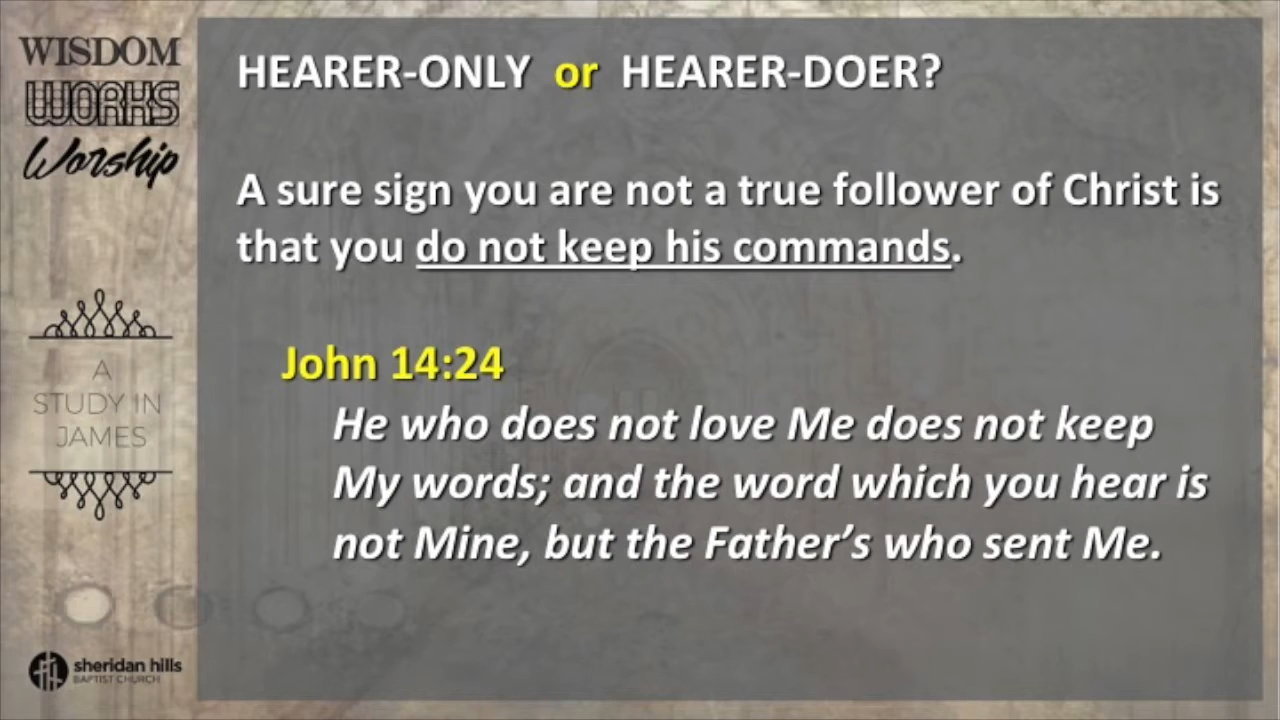 WISDOM
WORKS
Worship
A
STUDY IN
JAMES
sheridan hills
BAPTIST CHURCH
HEARER-ONLY or HEARER-DOER?
A sure sign you are not a true follower of Christ is
that you do not keep his commands.
John 14:24
He who does not love Me does not keep
My words; and the word which you hear is
not Mine, but the Father’s who sent Me.